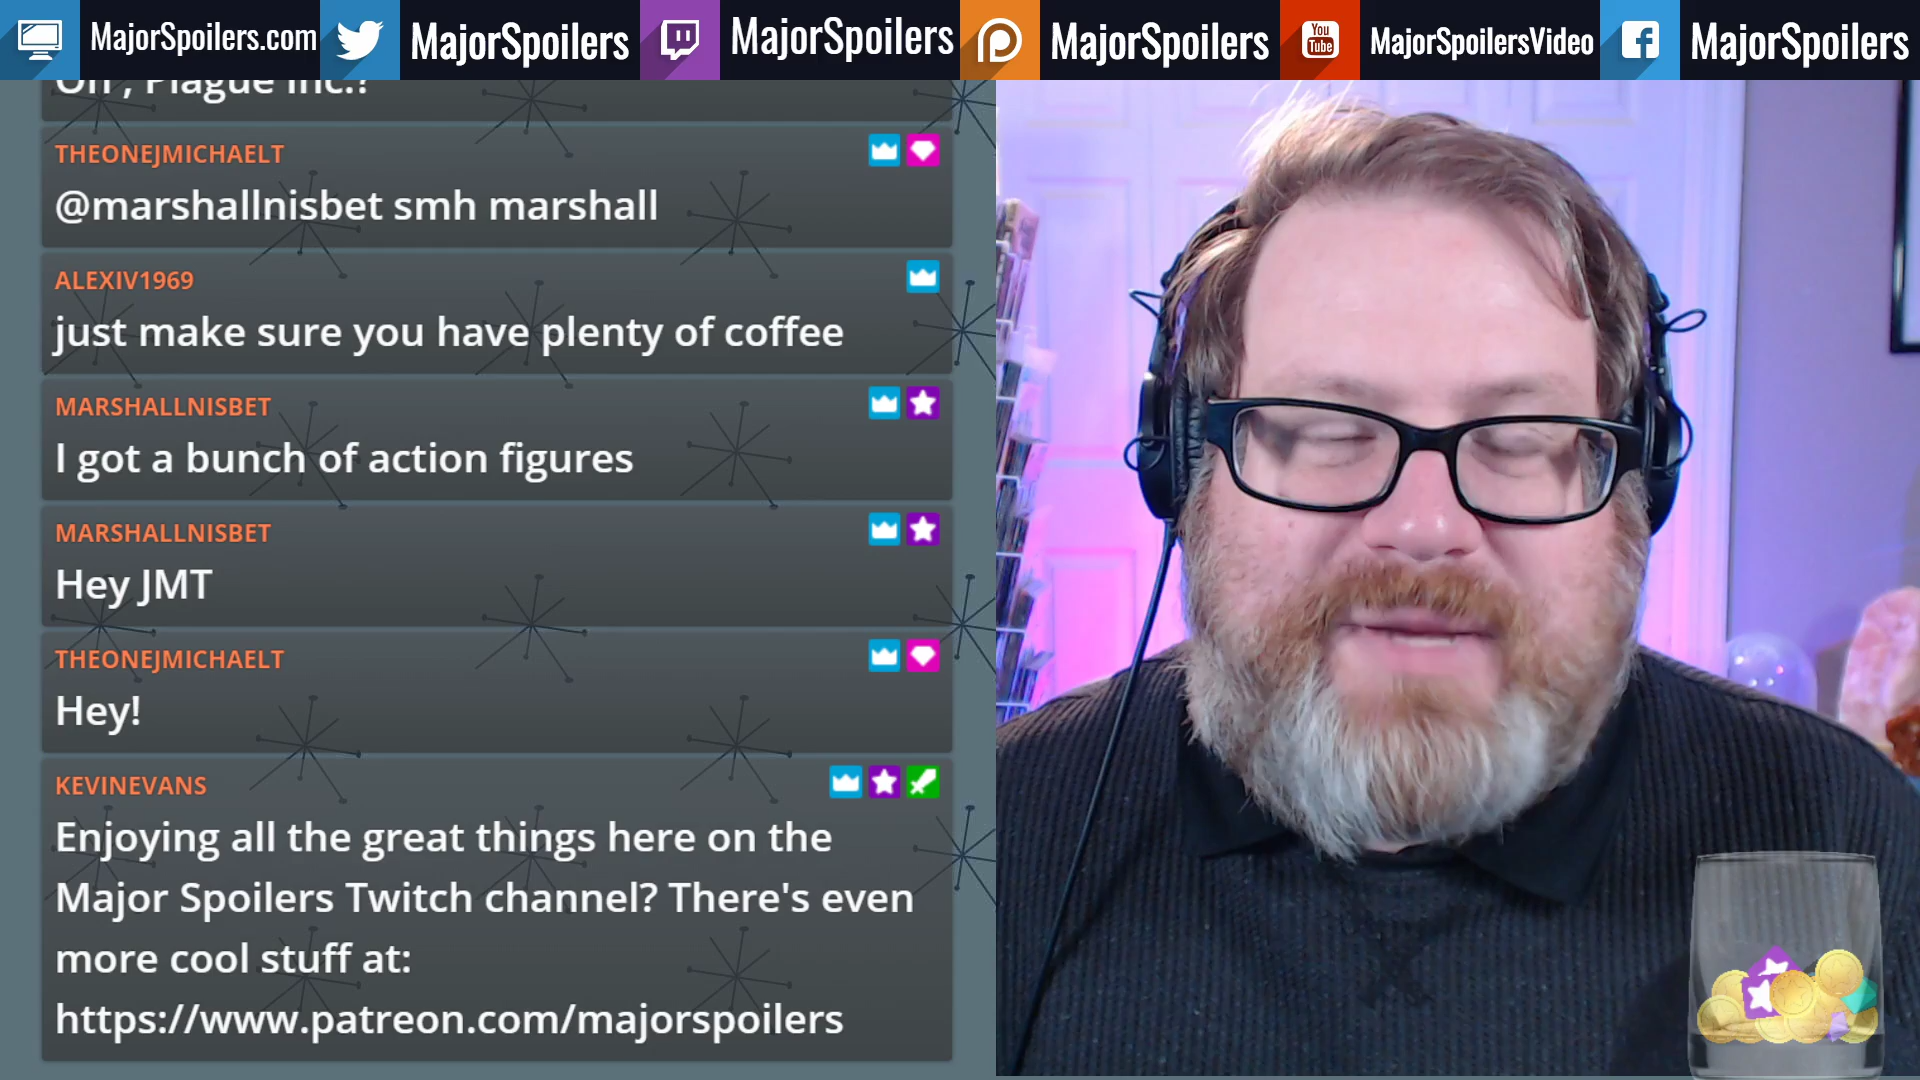 MajorSpoilers.com MajorSpoilers MajorSpoilers MajorSpoilers You Tube MajorSpoilersVideo MajorSpoilers
Oh , Plague Inc.?
THEONEJMICHAELT
@marshallnisbet smh marshall
ALEXIV1969
just make sure you have plenty of coffee
MARSHALLNISBET
I got a bunch of action figures
MARSHALLNISBET
Hey JMT
THEONEJMICHAELT
Hey!
KEVINEVANS
Enjoying all the great things here on the
Major Spoilers Twitch channel? There's even
more cool stuff at:
https://www.patreon.com/majorspoilers